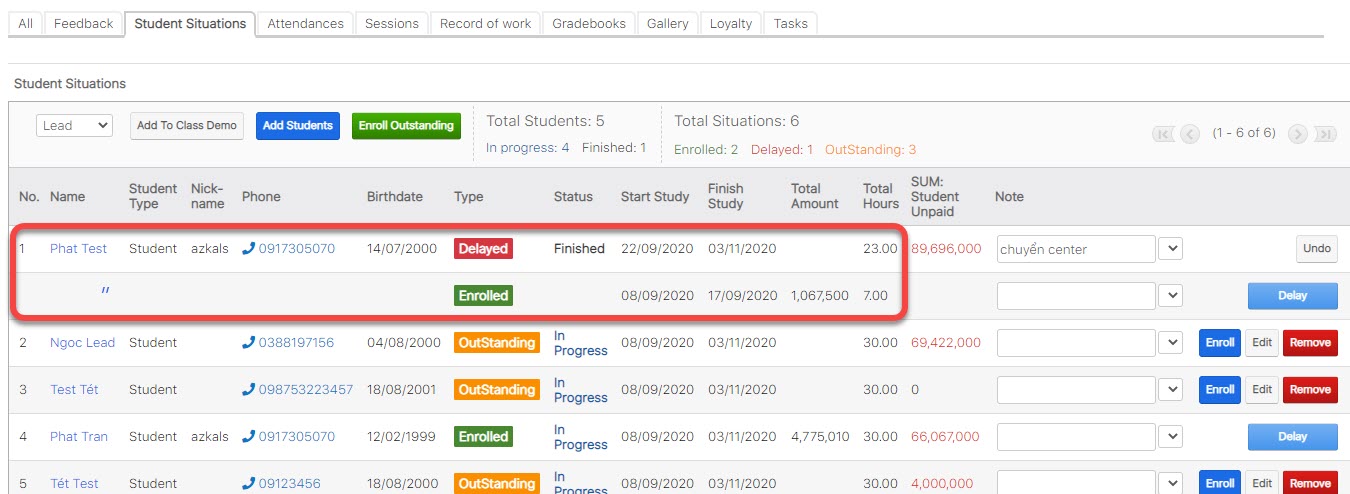 All Feedback Student Situations Attendances Sessions Record of work Gradebooks Gallery Loyalty Tasks
Student Situations
Lead Add To Class Demo Add Students Enroll Outstanding Total Students: 5 Total Situations: 6 (1 - 6 of 6)
In progress: 4 Finished: 1 Enrolled: 2 Delayed: 1 OutStanding: 3
No. Name Student Type Nick-name Phone Birthdate Type Status Start Study Finish Study Total Amount Total Hours SUM: Student Unpaid Note
1 Phat Test Student azkals 0917305070 14/07/2000 Delayed Finished 22/09/2020 03/11/2020 23.00 89,696,000 chuyển center Undo
" Enrolled 08/09/2020 17/09/2020 1,067,500 7.00 Delay
2 Ngoc Lead Student 0388197156 04/08/2000 OutStanding In Progress 08/09/2020 03/11/2020 30.00 69,422,000 Enroll Edit Remove
3 Test Tét Student 098753223457 18/08/2001 OutStanding In Progress 08/09/2020 03/11/2020 30.00 0 Enroll Edit Remove
4 Phat Tran Student azkals 0917305070 12/02/1999 Enrolled In Progress 08/09/2020 03/11/2020 4,775,010 30.00 66,067,000 Delay
5 Tét Test Student 09123456 18/08/2000 OutStanding In Progress 08/09/2020 03/11/2020 30.00 4,000,000 Enroll Edit Remove